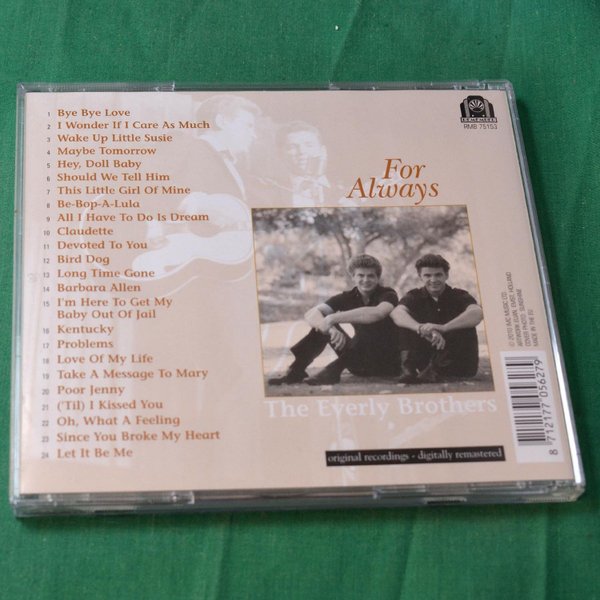 1 Bye Bye Love
2 I Wonder If I Care As Much
3 Wake Up Little Susie
4 Maybe Tomorrow
5 Hey, Doll Baby
6 Should We Tell Him
7 This Little Girl Of Mine
8 Be-Bop-A-Lula
9 All I Have To Do Is Dream
10 Claudette
11 Devoted To You
12 Bird Dog
13 Long Time Gone
14 Barbara Allen
15 I'm Here To Get My
Baby Out Of Jail
16 Kentucky
17 Problems
18 Love Of My Life
19 Take A Message To Mary
20 Poor Jenny
21 ('Til) I Kissed You
22 Oh, What A Feeling
23 Since You Broke My Heart
24 Let It Be Me
RMB 75153
For
Always
The Everly Brothers
original recordings - digitally remastered
MADE IN THE EU
8 712177 056279